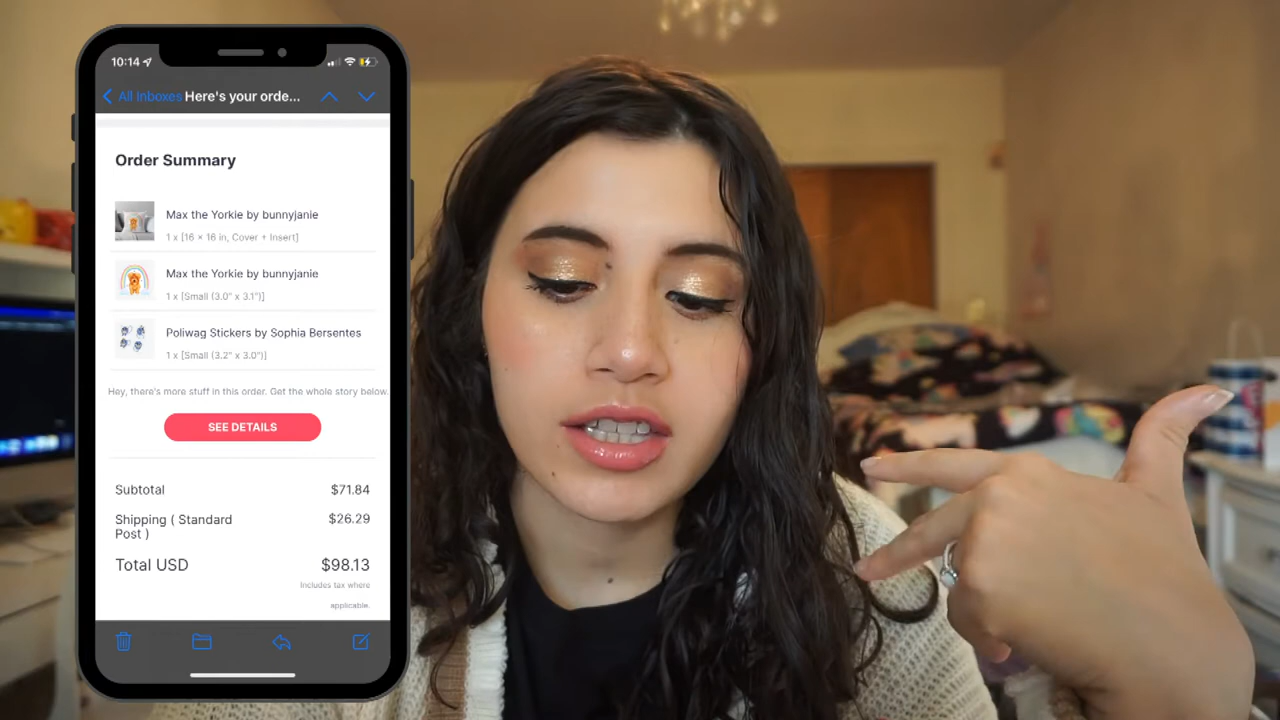 10:14
All Inboxes Here's your orde...
Order Summary
Max the Yorkie by bunnyjanie
1 x [16 × 16 in, Cover + Insert]
Max the Yorkie by bunnyjanie
1 x [Small (3.0" x 3.1")]
Poliwag Stickers by Sophia Bersentes
1 x [Small (3.2" x 3.0")]
Hey, there's more stuff in this order. Get the whole story below.
SEE DETAILS
Subtotal $71.84
Shipping ( Standard $26.29
Post )
Total USD $98.13
Includes tax where
applicable.